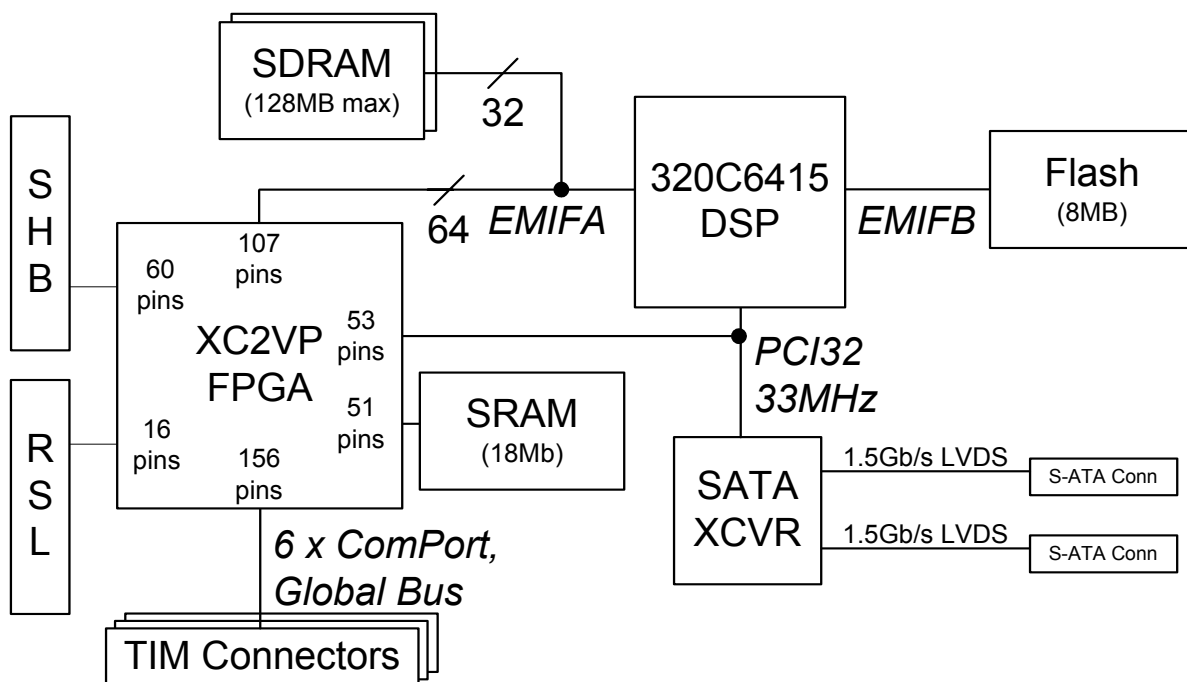 SDRAM
(128MB max)
32
S
H
B
64
EMIFA
320C6415
DSP
EMIFB
Flash
(8MB)
107
pins
60
pins
XC2VP
FPGA
53
pins
PCI32
33MHz
R
S
L
16
pins
156
pins
51
pins
SRAM
(18Mb)
SATA
XCVR
1.5Gb/s LVDS
S-ATA Conn
1.5Gb/s LVDS
S-ATA Conn
6 x ComPort,
Global Bus
TIM Connectors